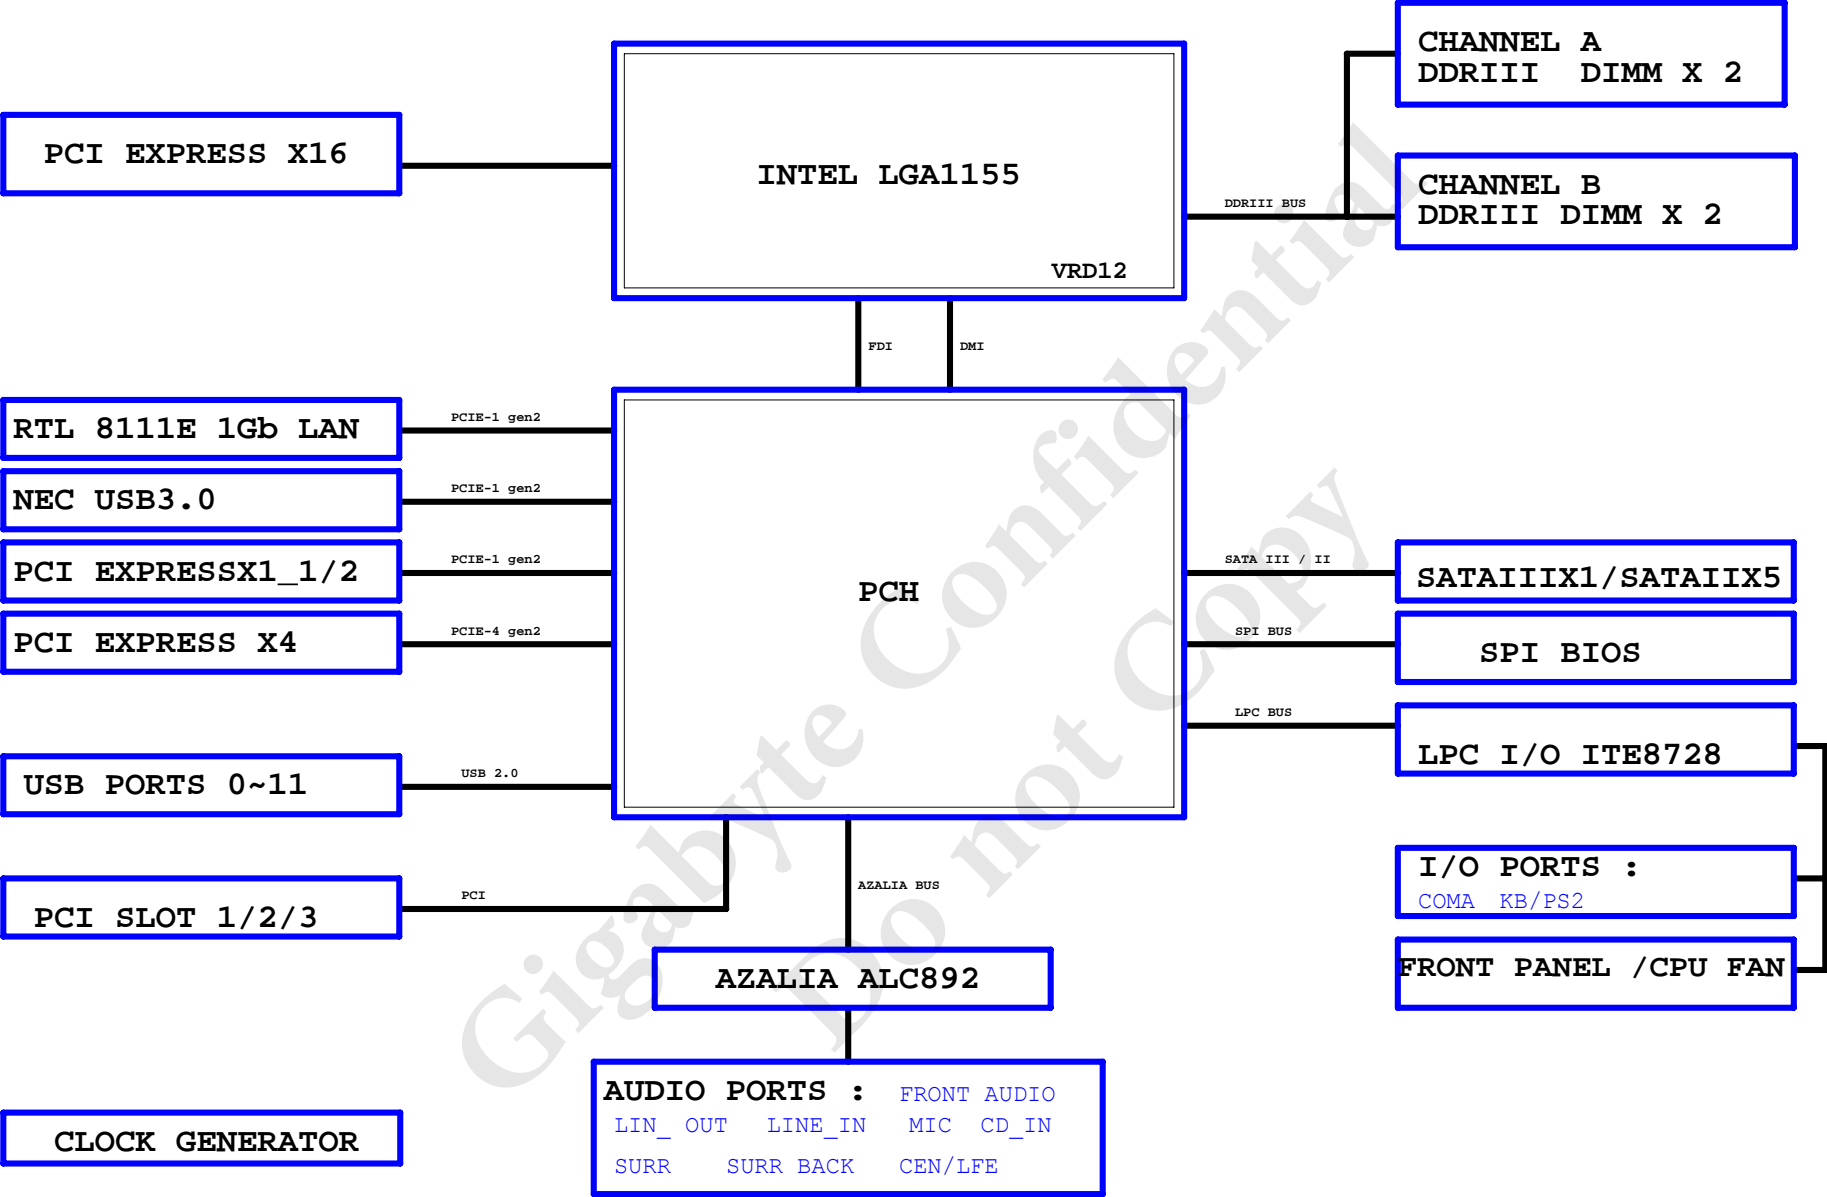 CHANNEL A
DDRIII DIMM X 2
PCI EXPRESS X16
INTEL LGA1155
VRD12
DDRIII BUS
CHANNEL B
DDRIII DIMM X 2
FDI
DMI
RTL 8111E 1Gb LAN
PCIE-1 gen2
NEC USB3.0
PCIE-1 gen2
PCI EXPRESSX1_1/2
PCIE-1 gen2
PCI EXPRESS X4
PCIE-4 gen2
PCH
SATA III / II
SATAIIIX1/SATAIIX5
SPI BUS
SPI BIOS
LPC BUS
LPC I/O ITE8728
USB PORTS 0~11
USB 2.0
I/O PORTS :
COMA KB/PS2
PCI SLOT 1/2/3
PCI
AZALIA BUS
FRONT PANEL /CPU FAN
AZALIA ALC892
AUDIO PORTS : FRONT AUDIO
LIN_ OUT LINE_IN MIC CD_IN
SURR SURR BACK CEN/LFE
CLOCK GENERATOR
Gigabyte Confidential
Do not Copy